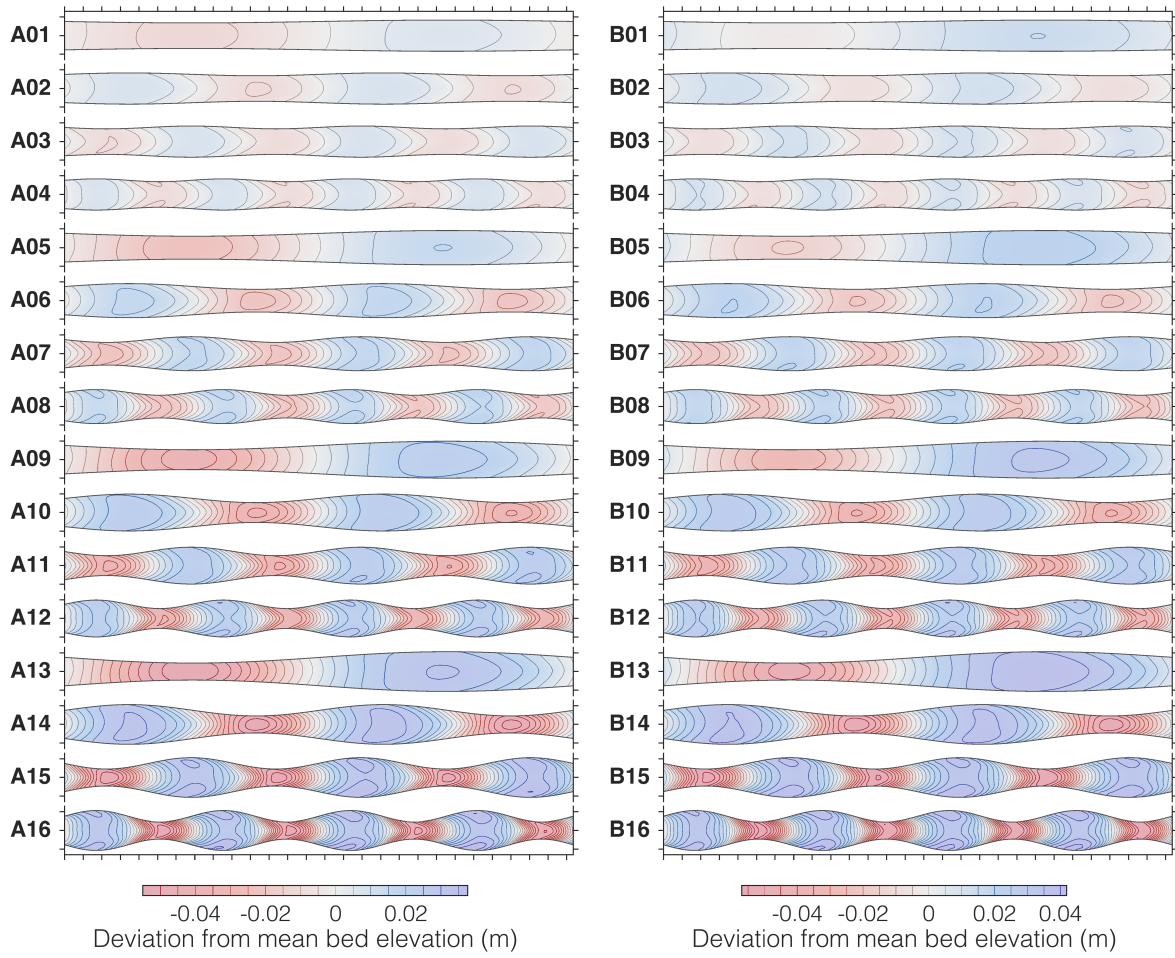 A01 B01
A02 B02
A03 B03
A04 B04
A05 B05
A06 B06
A07 B07
A08 B08
A09 B09
A10 B10
A11 B11
A12 B12
A13 B13
A14 B14
A15 B15
A16 B16
-0.04 -0.02 0 0.02 -0.04 -0.02 0 0.02 0.04
Deviation from mean bed elevation (m) Deviation from mean bed elevation (m)